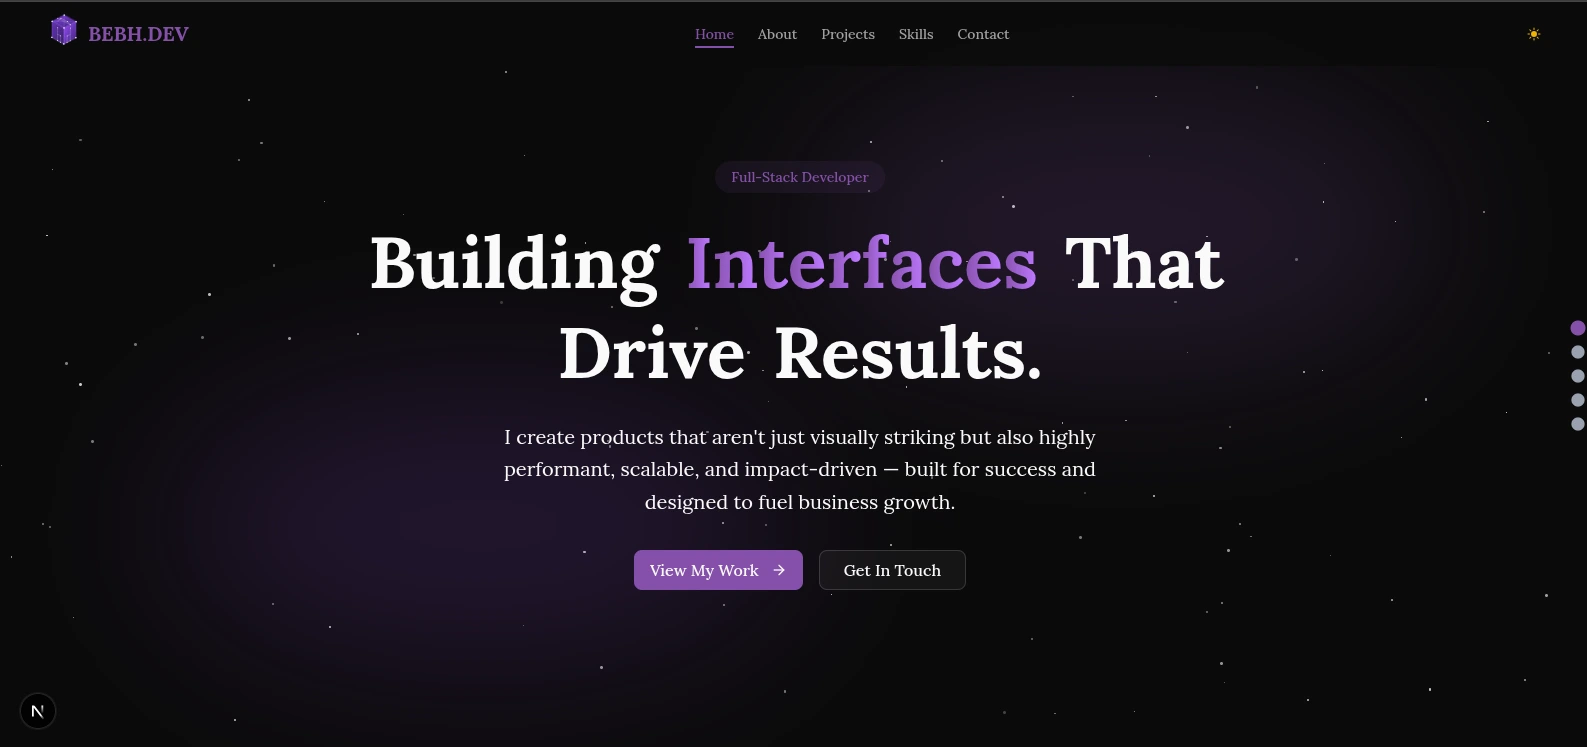 BEBH.DEV
Home About Projects Skills Contact
Full-Stack Developer
Building Interfaces That
Drive Results.
I create products that aren't just visually striking but also highly
performant, scalable, and impact-driven — built for success and
designed to fuel business growth.
View My Work → Get In Touch
N